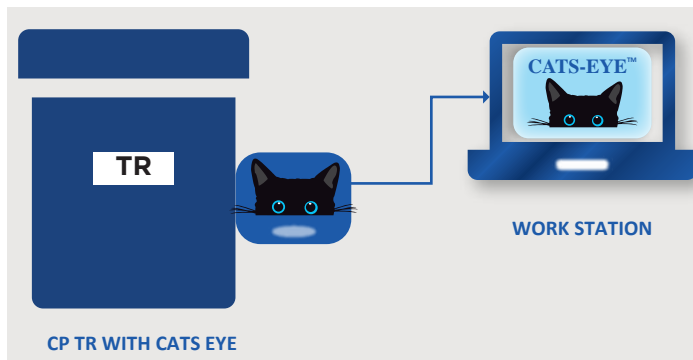 CATS-EYE™
TR
WORK STATION
CP TR WITH CATS EYE